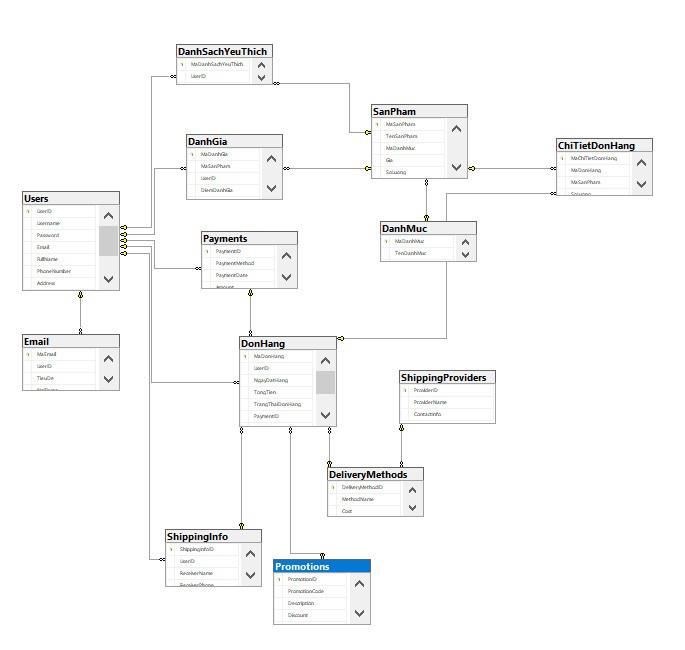 DanhSachYeuThich
MaDanhSachYeuThich
UserID
SanPham
MaSanPham
TenSanPham
MaDanhMuc
Gia
SoLuong
DanhGia
MaDanhGia
MaSanPham
UserID
DiemDanhGia
ChiTietDonHang
MaChiTietDonHang
MaDonHang
MaSanPham
SoLuong
Users
UserID
Username
Password
Email
FullName
PhoneNumber
Address
DanhMuc
MaDanhMuc
TenDanhMuc
Payments
PaymentID
PaymentMethod
PaymentDate
Amount
Email
MaEmail
UserID
TieuDe
DonHang
MaDonHang
UserID
NgayDatHang
TongTien
TrangThaiDonHang
PaymentID
ShippingProviders
ProviderID
ProviderName
ContactInfo
DeliveryMethods
DeliveryMethodID
MethodName
Cost
ShippingInfo
ShippingInfoID
UserID
ReceiverName
ReceiverPhone
Promotions
PromotionID
PromotionCode
Description
Discount